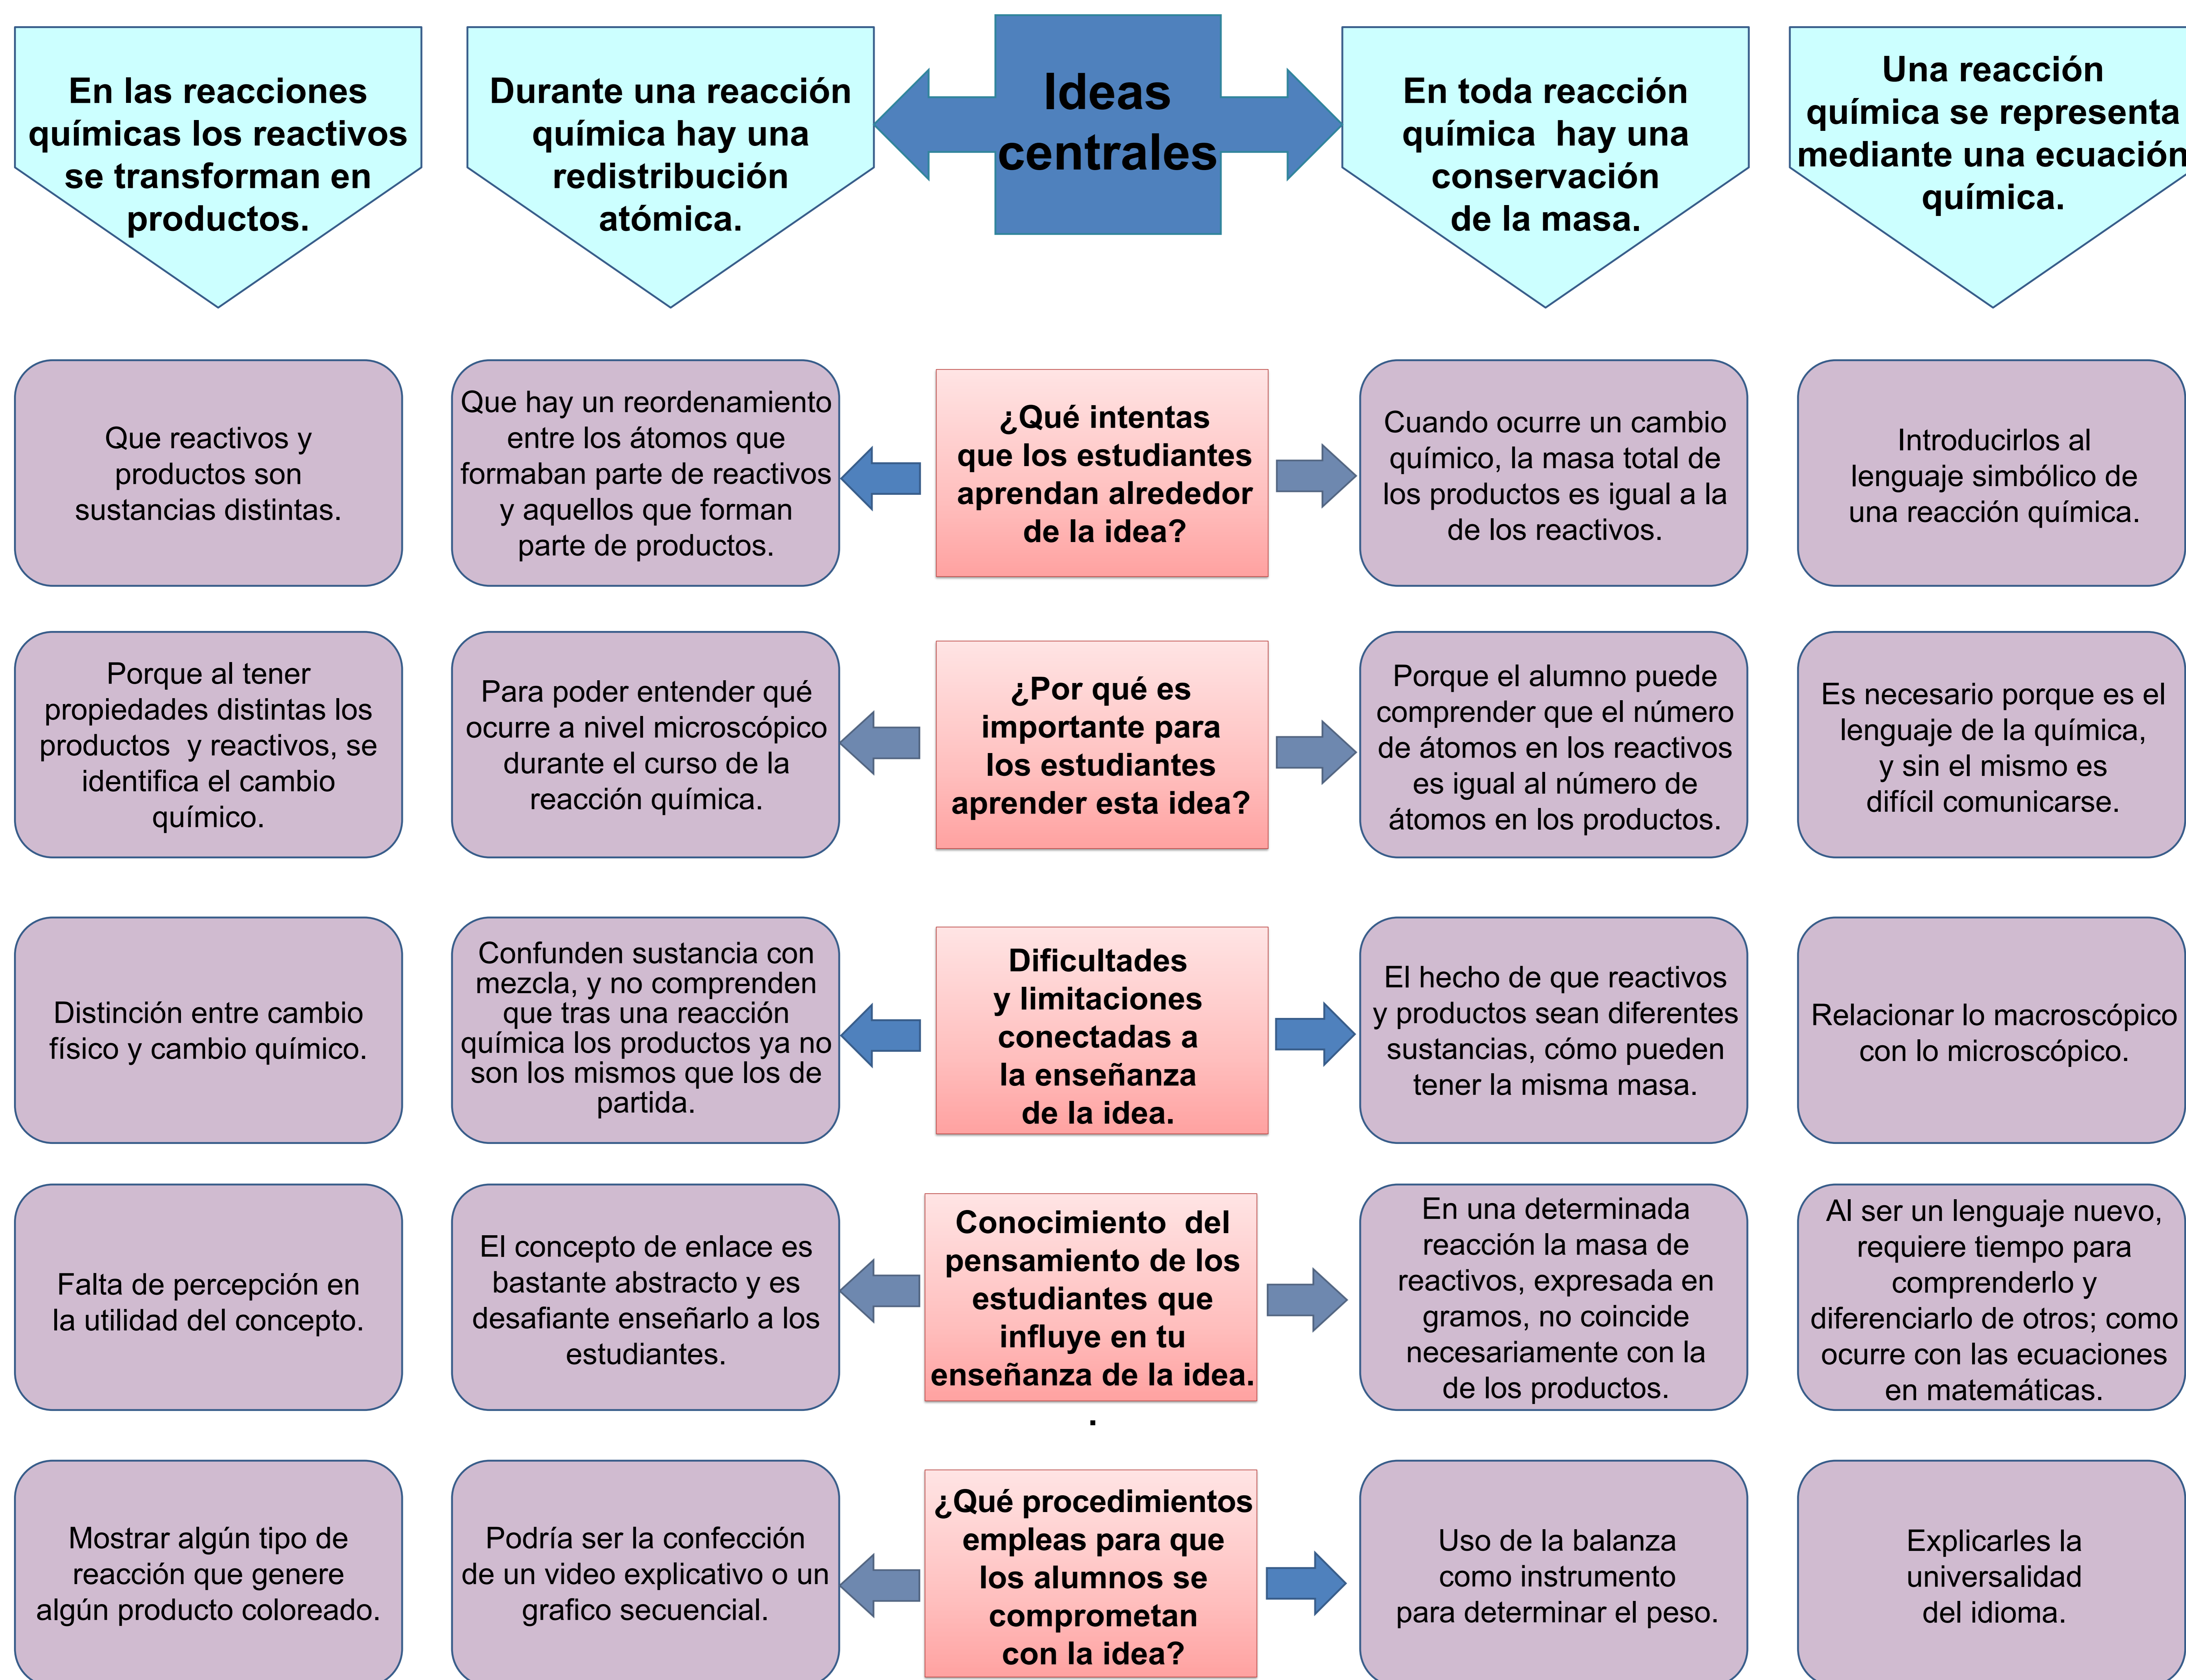 En las reacciones
químicas los reactivos
se transforman en
productos.
Durante una reacción
química hay una
redistribución
atómica.
Ideas
centrales
En toda reacción
química hay una
conservación
de la masa.
Una reacción
química se representa
mediante una ecuación
química.
Que reactivos y
productos son
sustancias distintas.
Que hay un reordenamiento
entre los átomos que
formaban parte de reactivos
y aquellos que forman
parte de productos.
¿Qué intentas
que los estudiantes
aprendan alrededor
de la idea?
Cuando ocurre un cambio
químico, la masa total de
los productos es igual a la
de los reactivos.
Introducirlos al
lenguaje simbólico de
una reacción química.
Porque al tener
propiedades distintas los
productos y reactivos, se
identifica el cambio
químico.
Para poder entender qué
ocurre a nivel microscópico
durante el curso de la
reacción química.
¿Por qué es
importante para
los estudiantes
aprender esta idea?
Porque el alumno puede
comprender que el número
de átomos en los reactivos
es igual al número de
átomos en los productos.
Es necesario porque es el
lenguaje de la química,
y sin el mismo es
difícil comunicarse.
Distinción entre cambio
físico y cambio químico.
Confunden sustancia con
mezcla, y no comprenden
que tras una reacción
química los productos ya no
son los mismos que los de
partida.
Dificultades
y limitaciones
conectadas a
la enseñanza
de la idea.
El hecho de que reactivos
y productos sean diferentes
sustancias, cómo pueden
tener la misma masa.
Relacionar lo macroscópico
con lo microscópico.
Falta de percepción en
la utilidad del concepto.
El concepto de enlace es
bastante abstracto y es
desafiante enseñarlo a los
estudiantes.
Conocimiento del
pensamiento de los
estudiantes que
influye en tu
enseñanza de la idea.
.
En una determinada
reacción la masa de
reactivos, expresada en
gramos, no coincide
necesariamente con la
de los productos.
Al ser un lenguaje nuevo,
requiere tiempo para
comprenderlo y
diferenciarlo de otros; como
ocurre con las ecuaciones
en matemáticas.
Mostrar algún tipo de
reacción que genere
algún producto coloreado.
Podría ser la confección
de un video explicativo o un
grafico secuencial.
¿Qué procedimientos
empleas para que
los alumnos se
comprometan
con la idea?
Uso de la balanza
como instrumento
para determinar el peso.
Explicarles la
universalidad
del idioma.